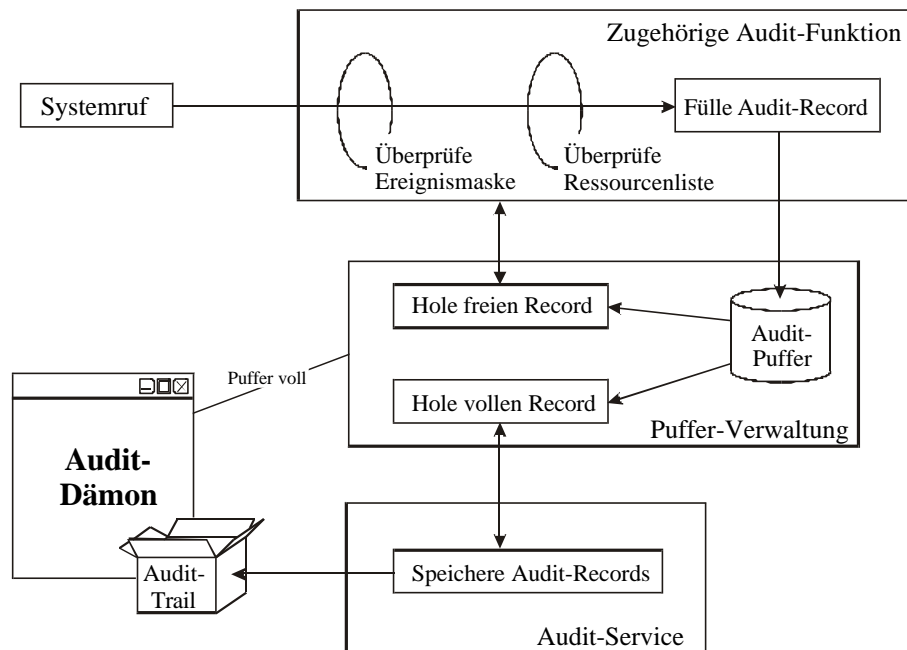 Zugehörige Audit-Funktion
Systemruf
Fülle Audit-Record
Überprüfe
Ereignismaske
Überprüfe
Ressourcenliste
Hole freien Record
Audit-
Puffer
Puffer voll
Hole vollen Record
Puffer-Verwaltung
Audit-
Dämon
Audit-
Trail
Speichere Audit-Records
Audit-Service